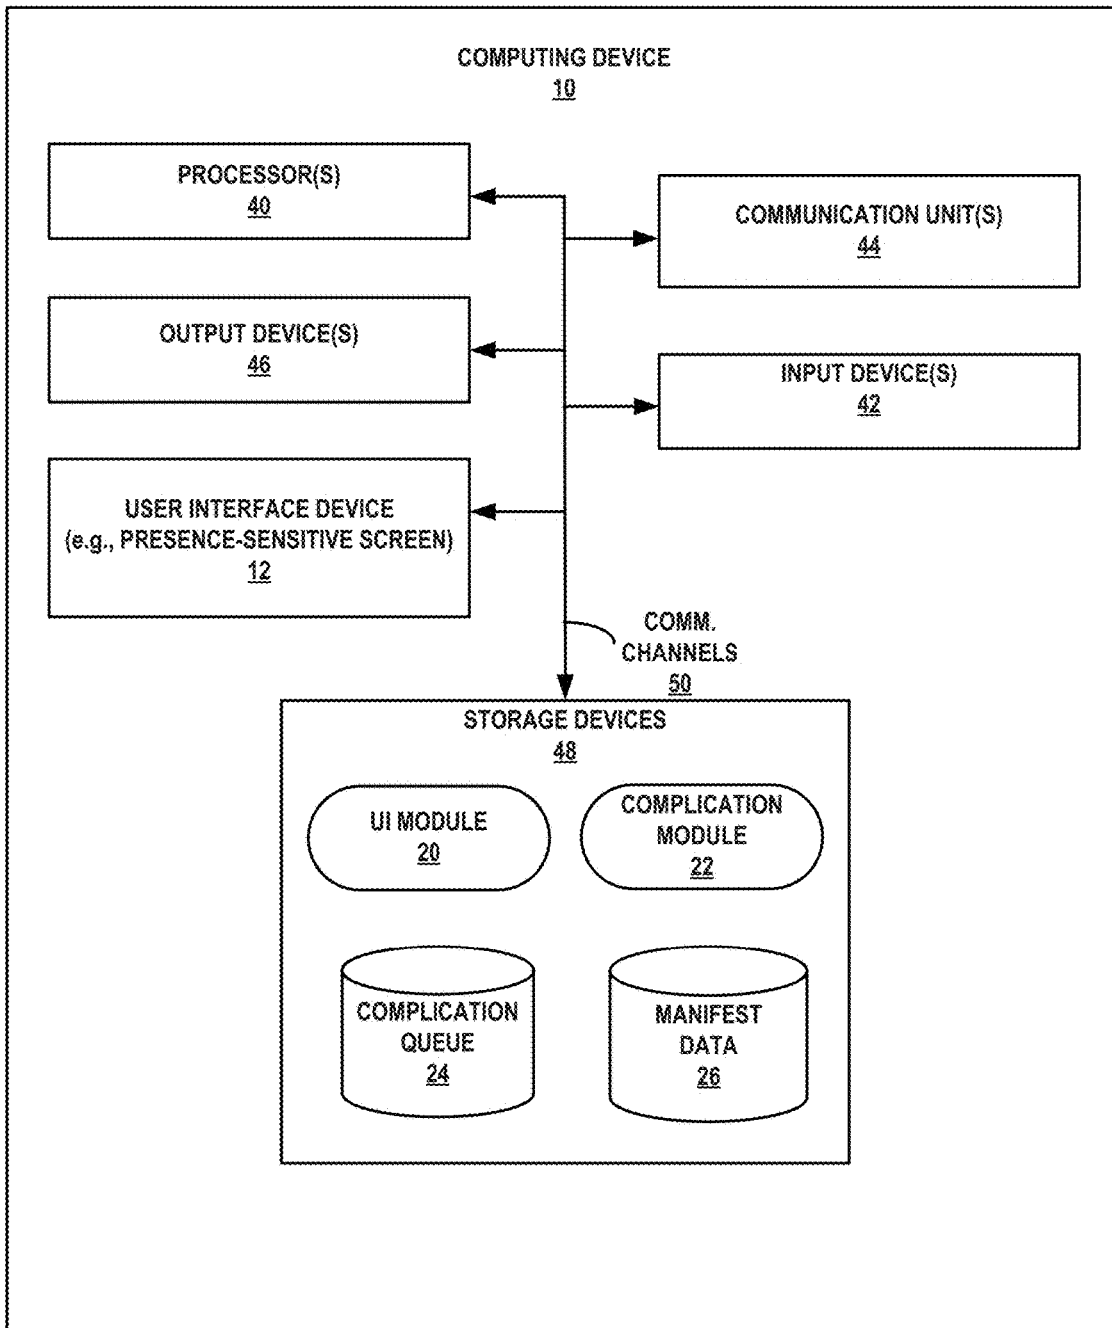 COMPUTING DEVICE
10
PROCESSOR(S)
40
COMMUNICATION UNIT(S)
44
OUTPUT DEVICE(S)
46
INPUT DEVICE(S)
42
USER INTERFACE DEVICE
(e.g., PRESENCE-SENSITIVE SCREEN)
12
COMM.
CHANNELS
50
STORAGE DEVICES
48
UI MODULE
20
COMPLICATION
MODULE
22
COMPLICATION
QUEUE
24
MANIFEST
DATA
26